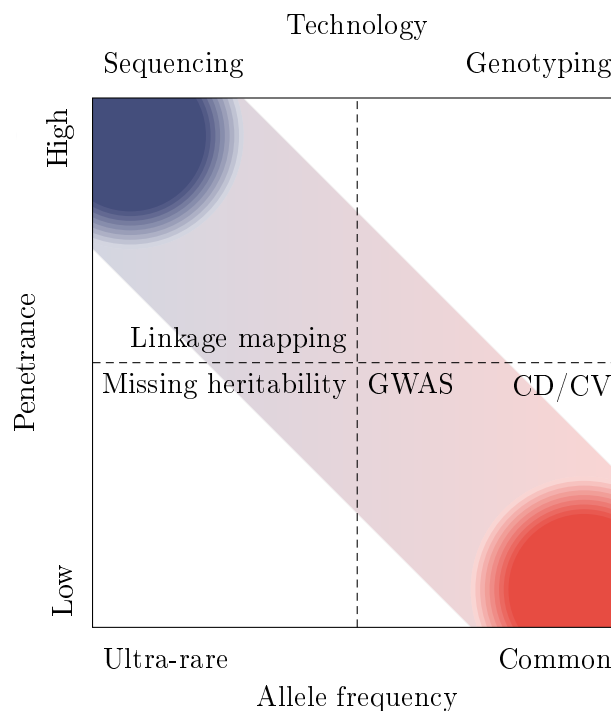 Technology
Sequencing Genotyping
High
Penetrance
Low
Linkage mapping
Missing heritability GWAS CD/CV
Ultra-rare Common
Allele frequency